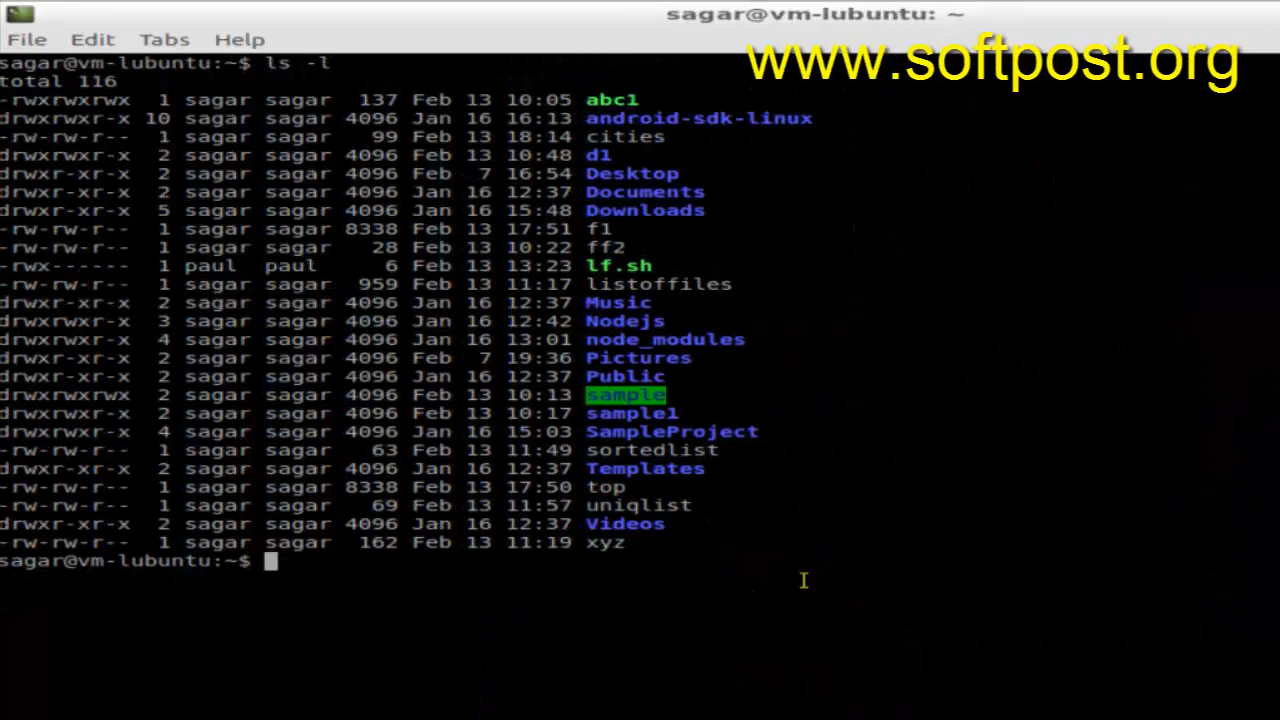 sagar@vm-lubuntu: ~
File Edit Tabs Help
www.softpost.org
sagar@vm-lubuntu:~$ ls -l
total 116
-rwxrwxrwx 1 sagar sagar 137 Feb 13 10:05 abc1
drwxrwxr-x 10 sagar sagar 4096 Jan 16 16:13 android-sdk-linux
-rw-rw-r-- 1 sagar sagar 99 Feb 13 18:14 cities
drwxrwxr-x 2 sagar sagar 4096 Feb 13 10:48 d1
drwxr-xr-x 2 sagar sagar 4096 Feb 7 16:54 Desktop
drwxr-xr-x 2 sagar sagar 4096 Jan 16 12:37 Documents
drwxr-xr-x 5 sagar sagar 4096 Jan 16 15:48 Downloads
-rw-rw-r-- 1 sagar sagar 8338 Feb 13 17:51 f1
-rw-rw-r-- 1 sagar sagar 28 Feb 13 10:22 ff2
-rwx------ 1 paul paul 6 Feb 13 13:23 lf.sh
-rw-rw-r-- 1 sagar sagar 959 Feb 13 11:17 listoffiles
drwxr-xr-x 2 sagar sagar 4096 Jan 16 12:37 Music
drwxrwxr-x 3 sagar sagar 4096 Jan 16 12:42 Nodejs
drwxrwxr-x 4 sagar sagar 4096 Jan 16 13:01 node_modules
drwxr-xr-x 2 sagar sagar 4096 Feb 7 19:36 Pictures
drwxr-xr-x 2 sagar sagar 4096 Jan 16 12:37 Public
drwxrwxrwx 2 sagar sagar 4096 Feb 13 10:13 sample
drwxrwxr-x 2 sagar sagar 4096 Feb 13 10:17 sample1
drwxrwxr-x 4 sagar sagar 4096 Jan 16 15:03 SampleProject
-rw-rw-r-- 1 sagar sagar 63 Feb 13 11:49 sortedlist
drwxr-xr-x 2 sagar sagar 4096 Jan 16 12:37 Templates
-rw-rw-r-- 1 sagar sagar 8338 Feb 13 17:50 top
-rw-rw-r-- 1 sagar sagar 69 Feb 13 11:57 uniqlist
drwxr-xr-x 2 sagar sagar 4096 Jan 16 12:37 Videos
-rw-rw-r-- 1 sagar sagar 162 Feb 13 11:19 xyz
sagar@vm-lubuntu:~$